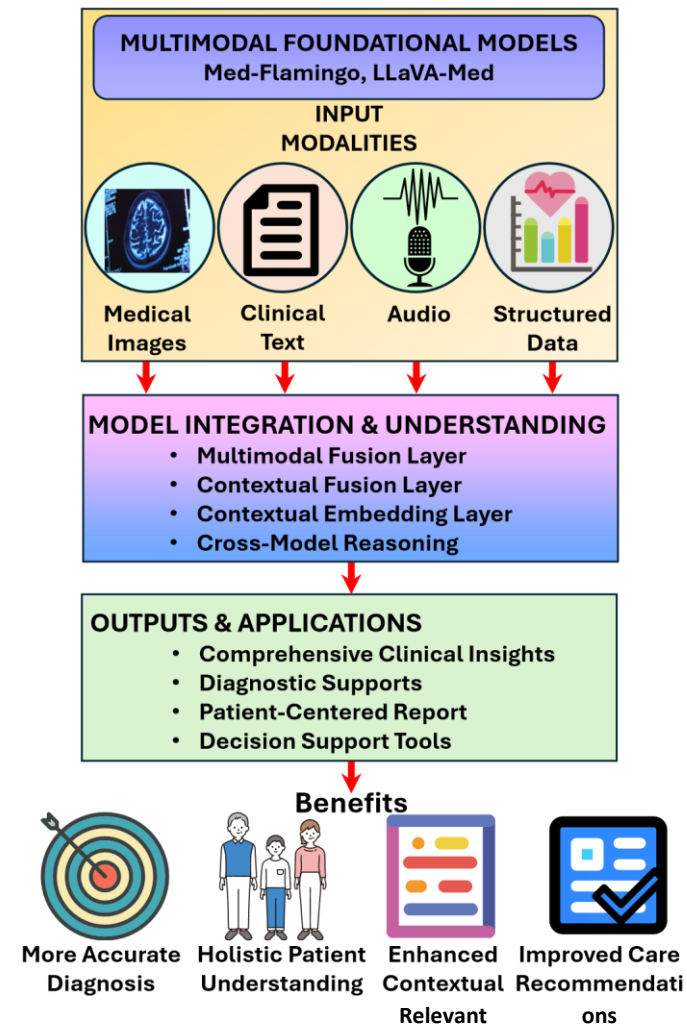 MULTIMODAL FOUNDATIONAL MODELS
Med-Flamingo, LLaVA-Med
INPUT
MODALITIES
Medical
Images
Clinical
Text
Audio
Structured
Data
MODEL INTEGRATION & UNDERSTANDING
• Multimodal Fusion Layer
• Contextual Fusion Layer
• Contextual Embedding Layer
• Cross-Model Reasoning
OUTPUTS & APPLICATIONS
• Comprehensive Clinical Insights
• Diagnostic Supports
• Patient-Centered Report
• Decision Support Tools
Benefits
More Accurate
Diagnosis
Holistic Patient
Understanding
Enhanced
Contextual
Relevant
Improved Care
Recommendati
ons